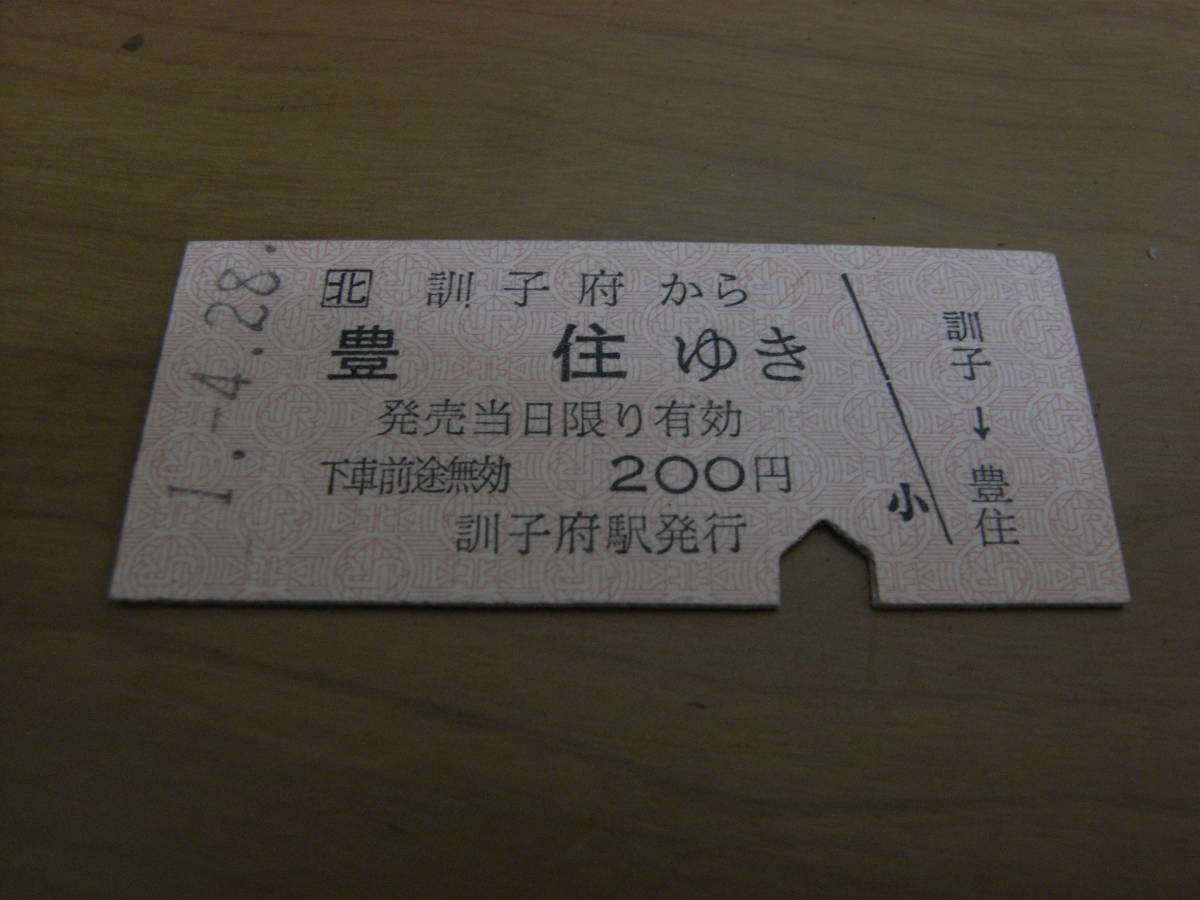 1.-4.28.
北 訓子府から
豊住ゆき
発売当日限り有効
下車前途無効 200円
訓子府駅発行
小
訓子→豊住